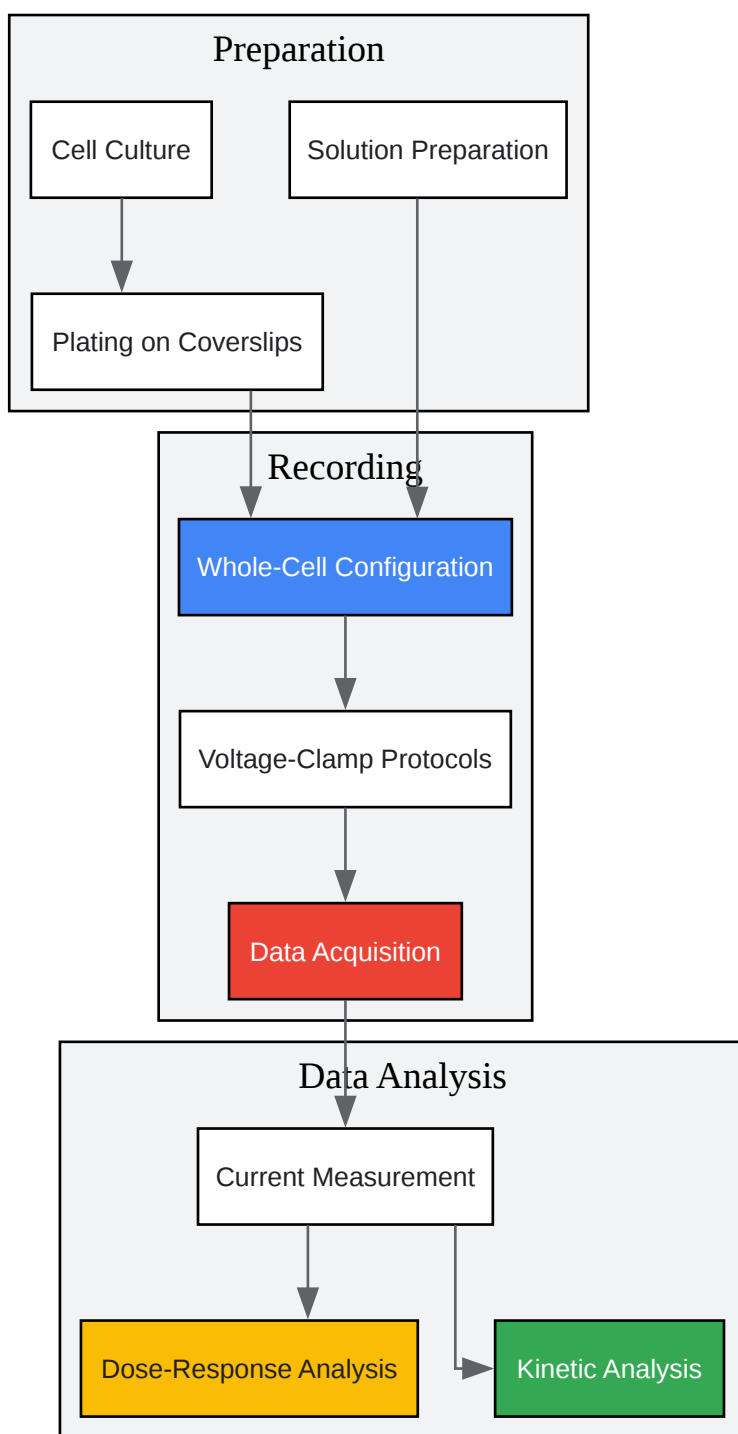 Preparation
Cell Culture
Solution Preparation
Plating on Coverslips
Recording
Whole-Cell Configuration
Voltage-Clamp Protocols
Data Acquisition
Data Analysis
Current Measurement
Dose-Response Analysis
Kinetic Analysis